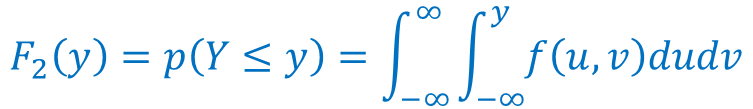 F₂(y) = p(Y ≤ y) = ∫_{-∞}^{∞} ∫_{-∞}^{y} f(u, v)dudv